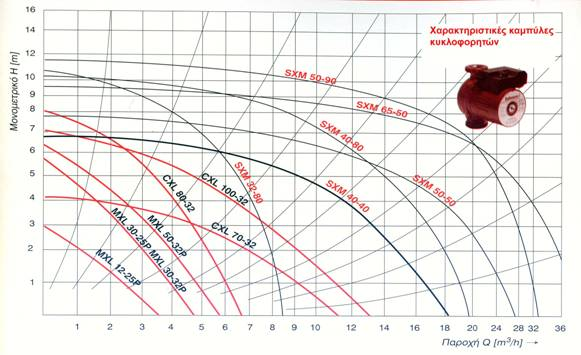 Χαρακτηριστικές καμπύλες
κυκλοφορητών
Μανομετρικό H [m]
16
14
12
10
9
8
7
6
5
4
3
2
1
SXM 50-90
SXM 65-50
SXM 40-80
SXM 50-50
SXM 40-40
SXM 32-80
CXL 100-32
CXL 80-32
CXL 70-32
MXL 50-32P
MXL 30-25P MXL 30-32P
MXL 12-25P
1 2 3 4 5 6 7 8 9 10 12 14 16 18 20 24 28 32 36
Παροχή Q [m³/h] →